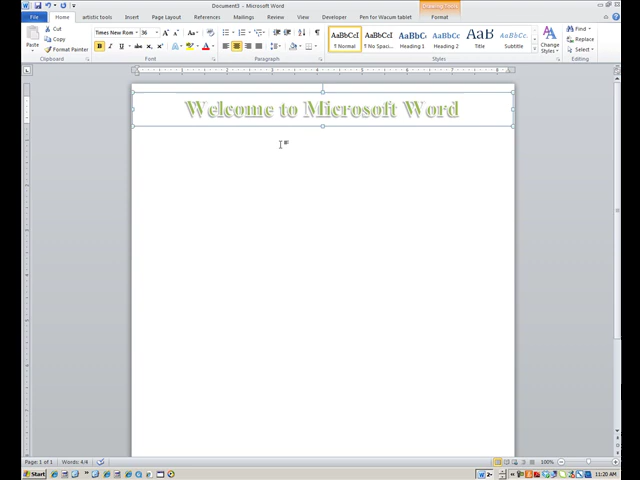 Document3 - Microsoft Word
Drawing Tools
File Home artistic tools Insert Page Layout References Mailings Review View Developer Pen for Wacum tablet Format
Paste
Cut
Copy
Format Painter
Clipboard
Times New Rom 36
Font
Paragraph
AaBbCcI AaBbCcI AaBbC AaBbCc AaB AaBbCcI
¶ Normal ¶ No Spaci... Heading 1 Heading 2 Title Subtitle
Change Styles
Styles
Find
Replace
Select
Editing
Welcome to Microsoft Word
Page: 1 of 1 Words: 4/4
100%
Start
11:20 AM